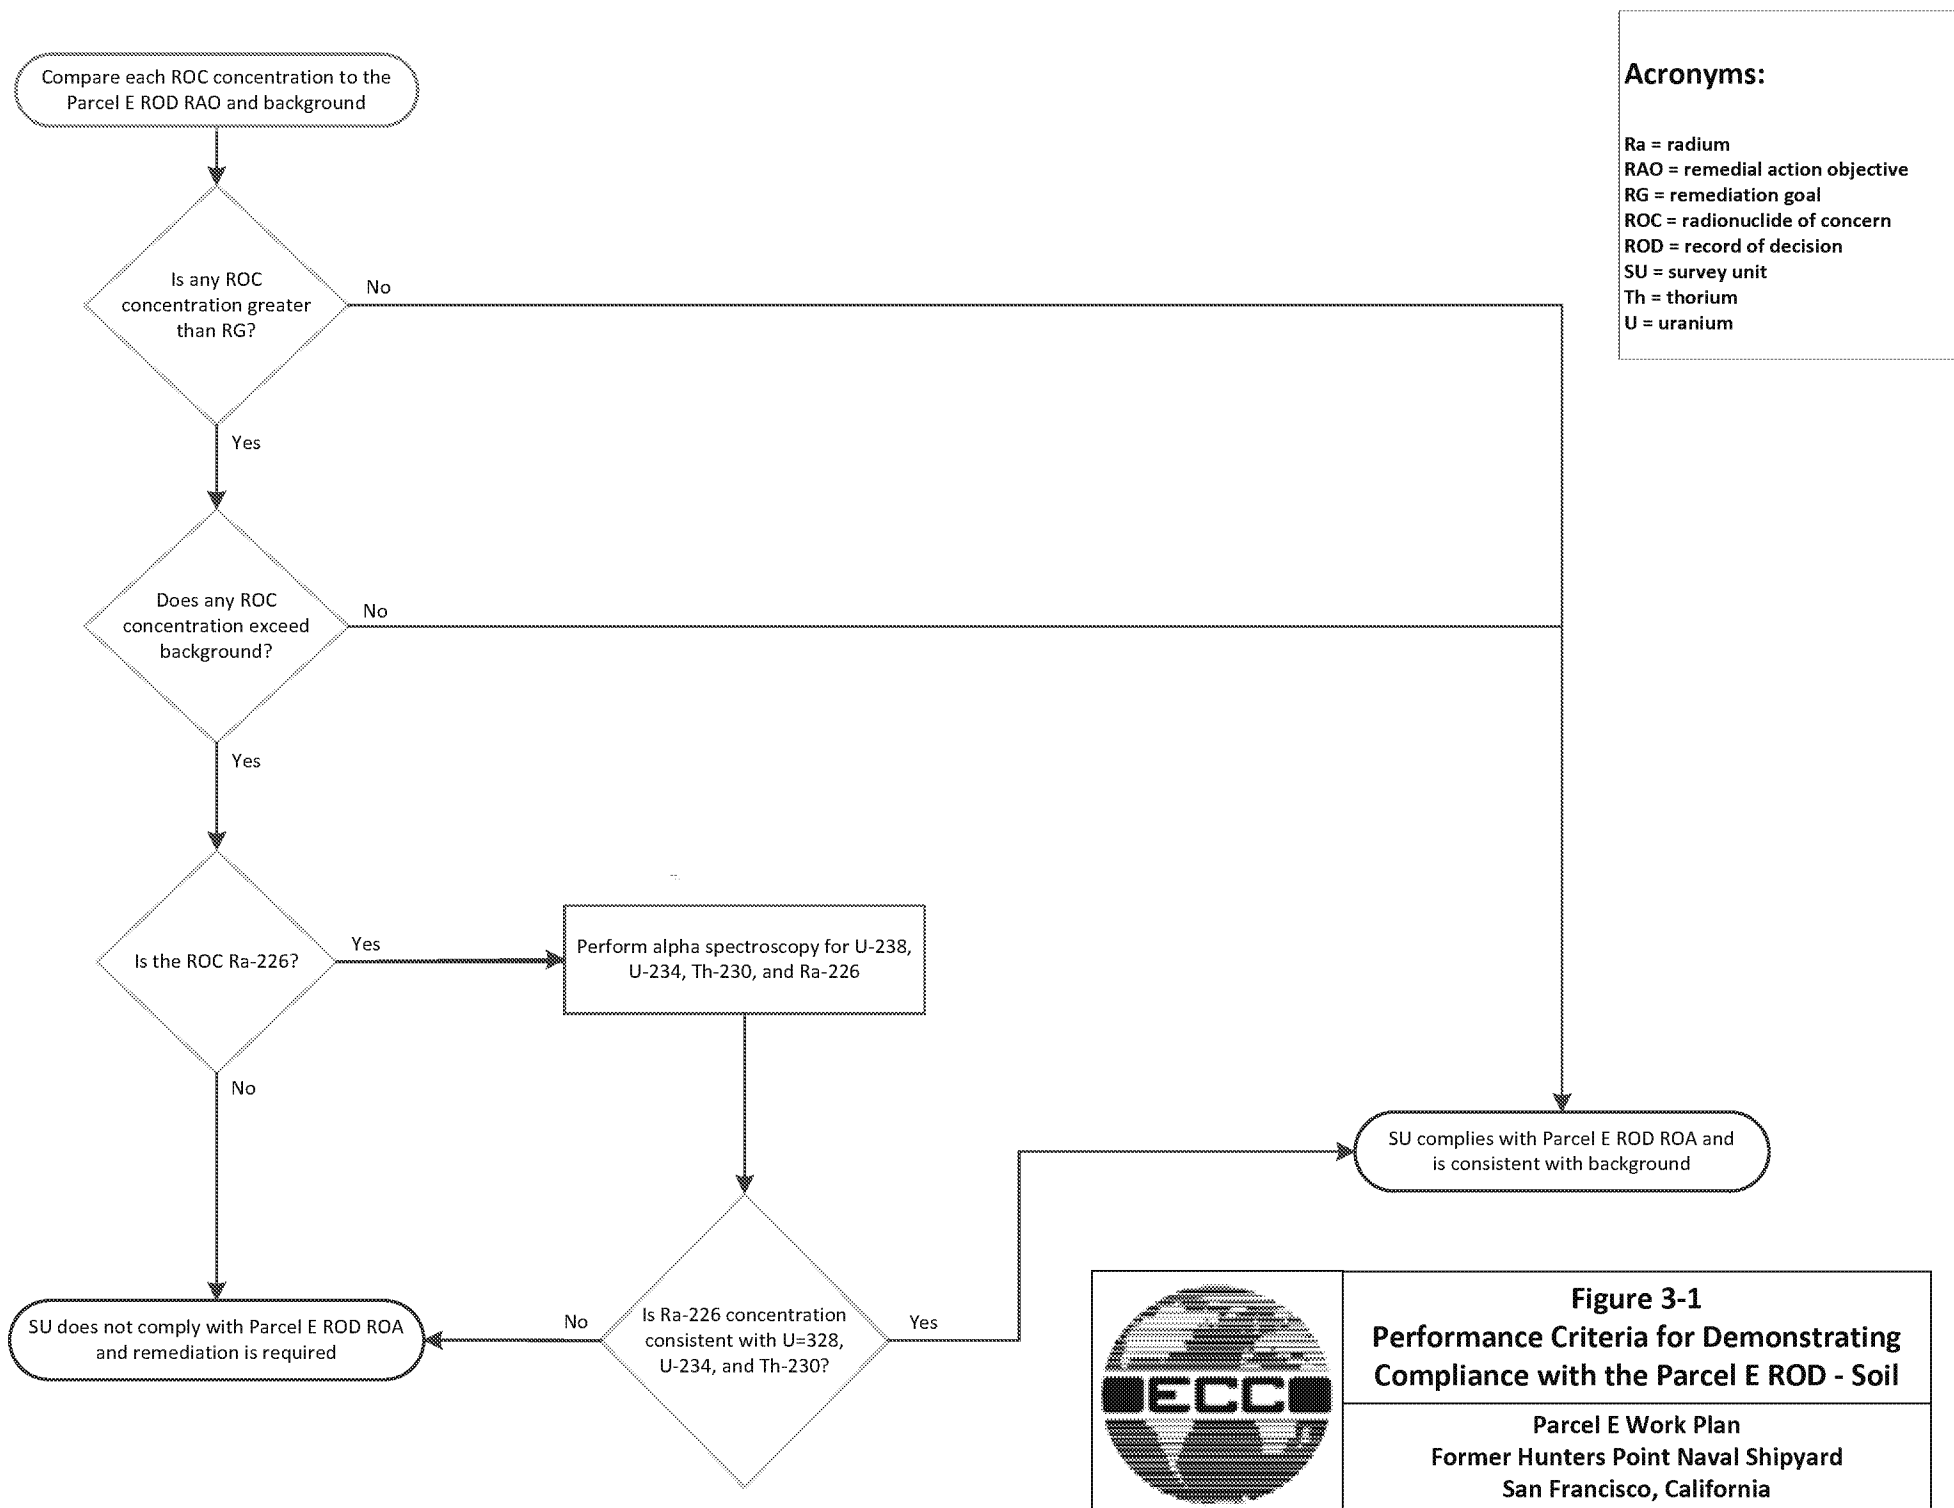 Compare each ROC concentration to the
Parcel E ROD RAO and background
Acronyms:
Ra = radium
RAO = remedial action objective
RG = remediation goal
ROC = radionuclide of concern
ROD = record of decision
SU = survey unit
Th = thorium
U = uranium
Is any ROC
concentration greater
than RG?
No
Yes
Does any ROC
concentration exceed
background?
No
Yes
Is the ROC Ra-226?
Yes
No
Perform alpha spectroscopy for U-238,
U-234, Th-230, and Ra-226
Is Ra-226 concentration
consistent with U=328,
U-234, and Th-230?
No
Yes
SU does not comply with Parcel E ROD ROA
and remediation is required
SU complies with Parcel E ROD ROA and
is consistent with background
ECC
Figure 3-1
Performance Criteria for Demonstrating
Compliance with the Parcel E ROD - Soil
Parcel E Work Plan
Former Hunters Point Naval Shipyard
San Francisco, California